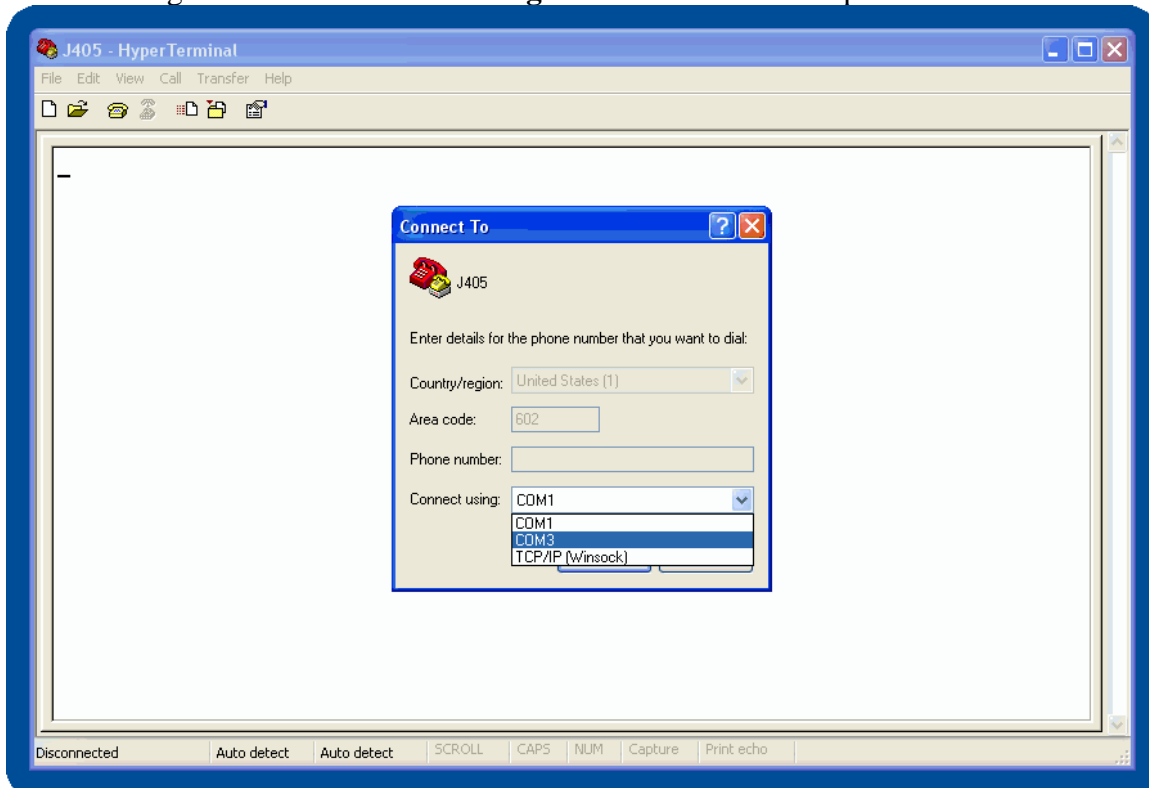 J405 - HyperTerminal
File Edit View Call Transfer Help
Connect To
J405
Enter details for the phone number that you want to dial:
Country/region: United States (1)
Area code: 602
Phone number:
Connect using: COM1
COM1
COM3
TCP/IP (Winsock)
Disconnected Auto detect Auto detect SCROLL CAPS NUM Capture Print echo